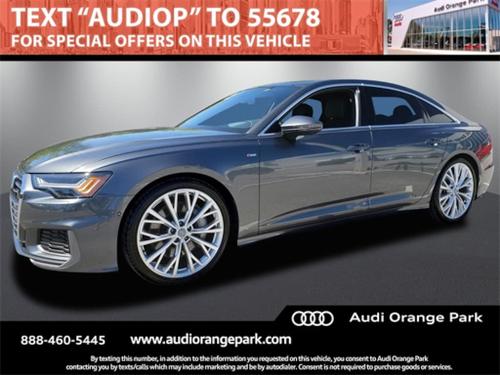 TEXT "AUDIOP" TO 55678
FOR SPECIAL OFFERS ON THIS VEHICLE
Audi Orange Park
Audi Orange Park
888-460-5445
www.audiorangepark.com
By texting this number, in addition to the information you requested on this vehicle, you consent to Audi Orange Park
contacting you by texts/calls which may include marketing and be by autodialer. Consent is not required to purchase goods or services.